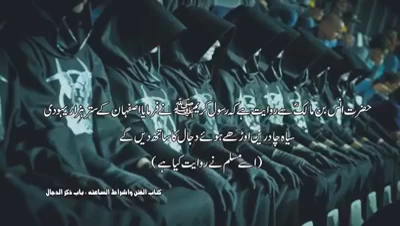 حضرت انس بن مالکؓ سے روایت ہے کہ رسول کریم ﷺ نے فرمایا اصفہان کے ستر ہزار یہودی
سیاہ چادریں اوڑھے ہوئے دجال کا ساتھ دیں گے
(اسے مسلم نے روایت کیا ہے)
کتاب الفتن واشراط الساعتہ ، باب ذکر الدجال